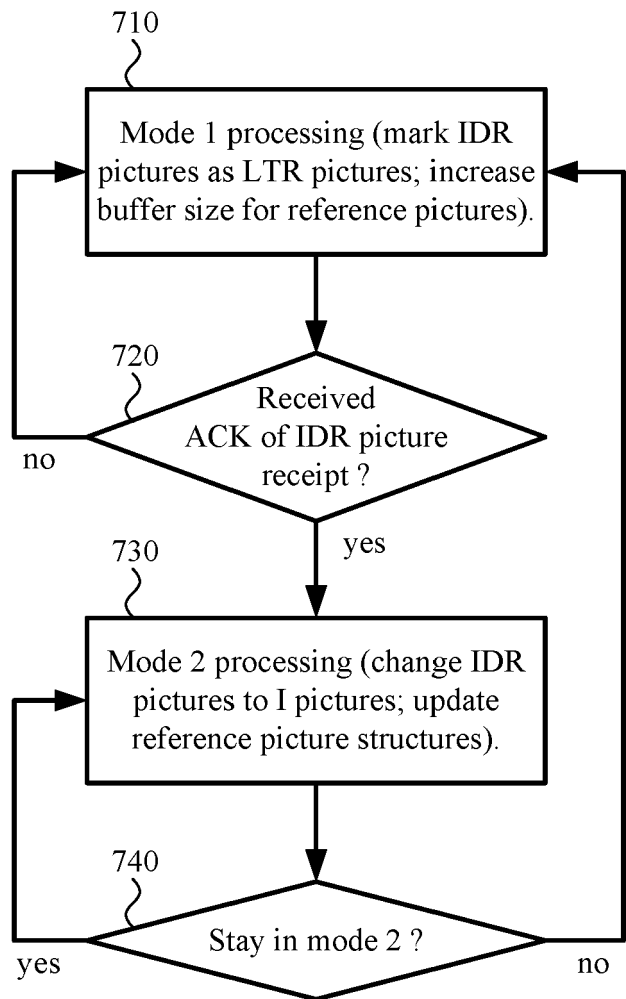 710
Mode 1 processing (mark IDR
pictures as LTR pictures; increase
buffer size for reference pictures).
720
Received
ACK of IDR picture
receipt ?
no
yes
730
Mode 2 processing (change IDR
pictures to I pictures; update
reference picture structures).
740
Stay in mode 2 ?
yes
no